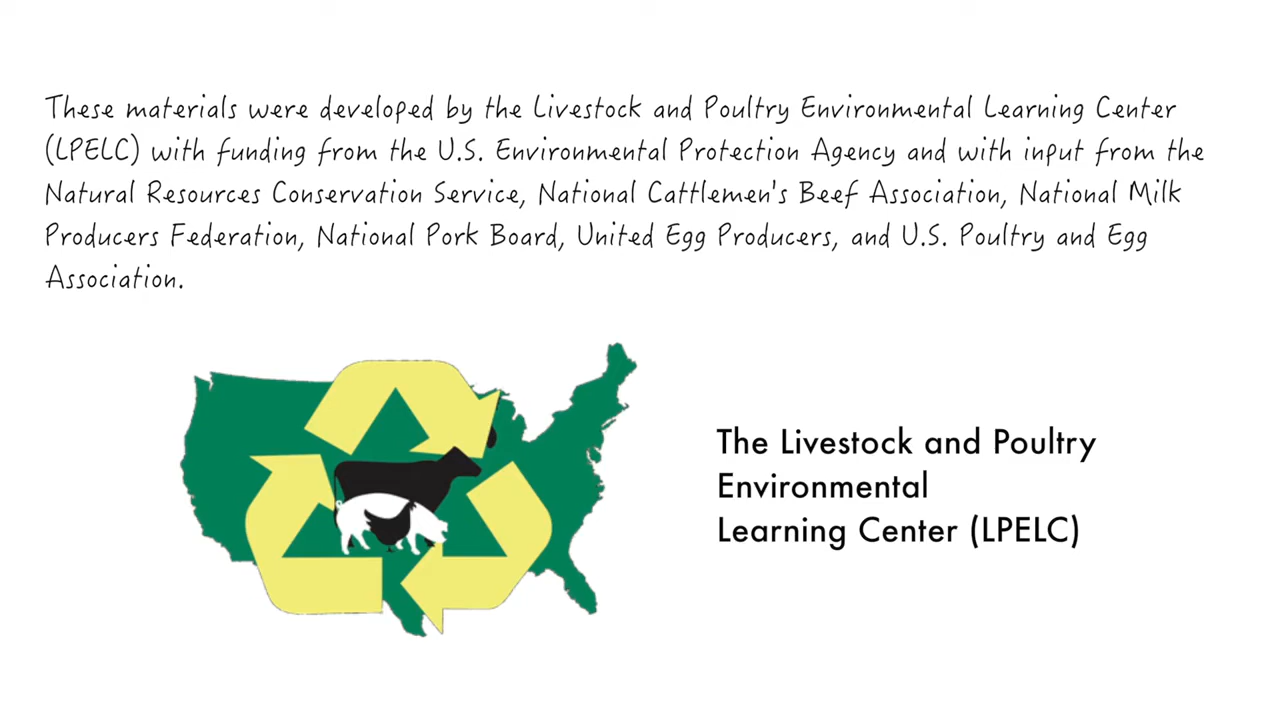 These materials were developed by the Livestock and Poultry Environmental Learning Center
(LPELC) with funding from the U.S. Environmental Protection Agency and with input from the
Natural Resources Conservation Service, National Cattlemen's Beef Association, National Milk
Producers Federation, National Pork Board, United Egg Producers, and U.S. Poultry and Egg
Association.
The Livestock and Poultry
Environmental
Learning Center (LPELC)